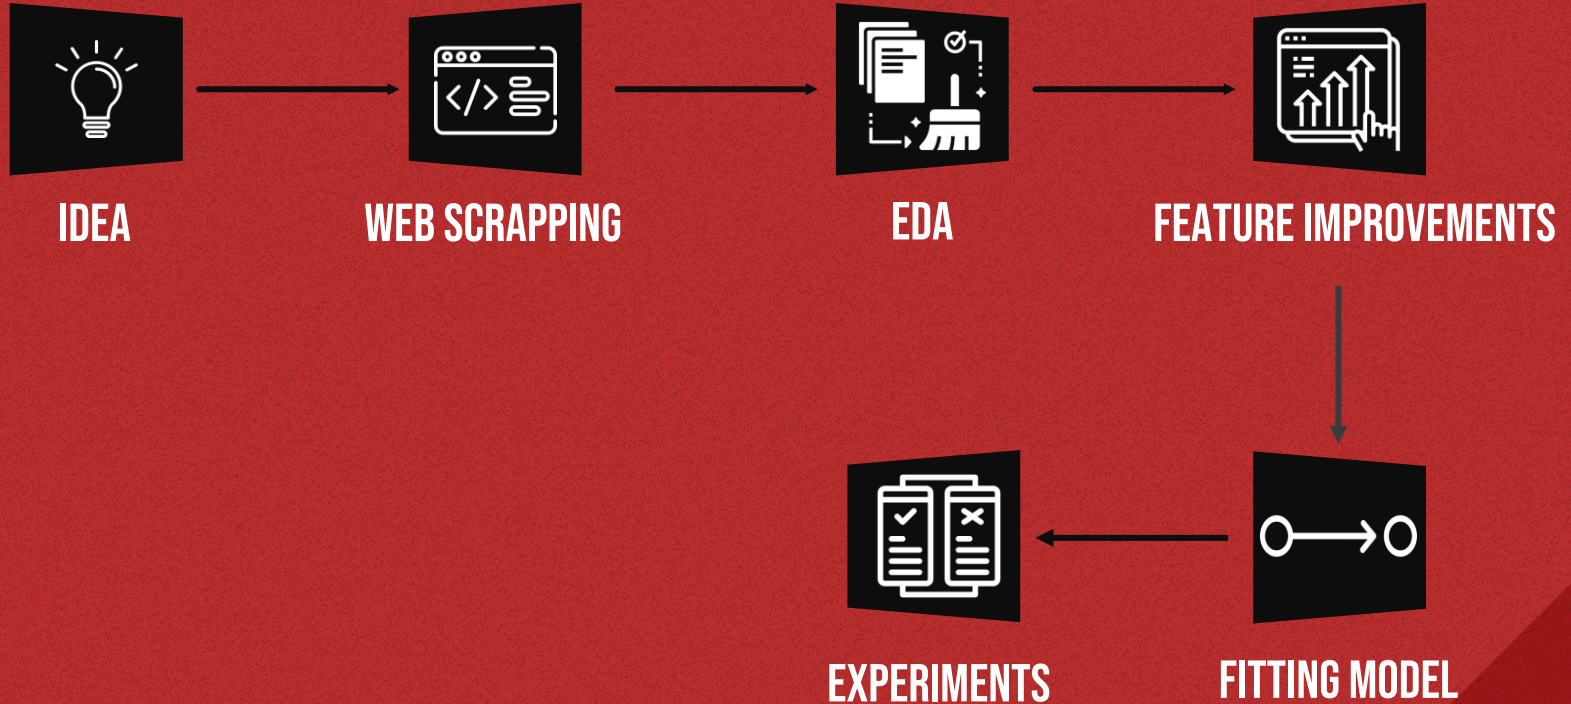 IDEA
WEB SCRAPPING
EDA
FEATURE IMPROVEMENTS
EXPERIMENTS
FITTING MODEL